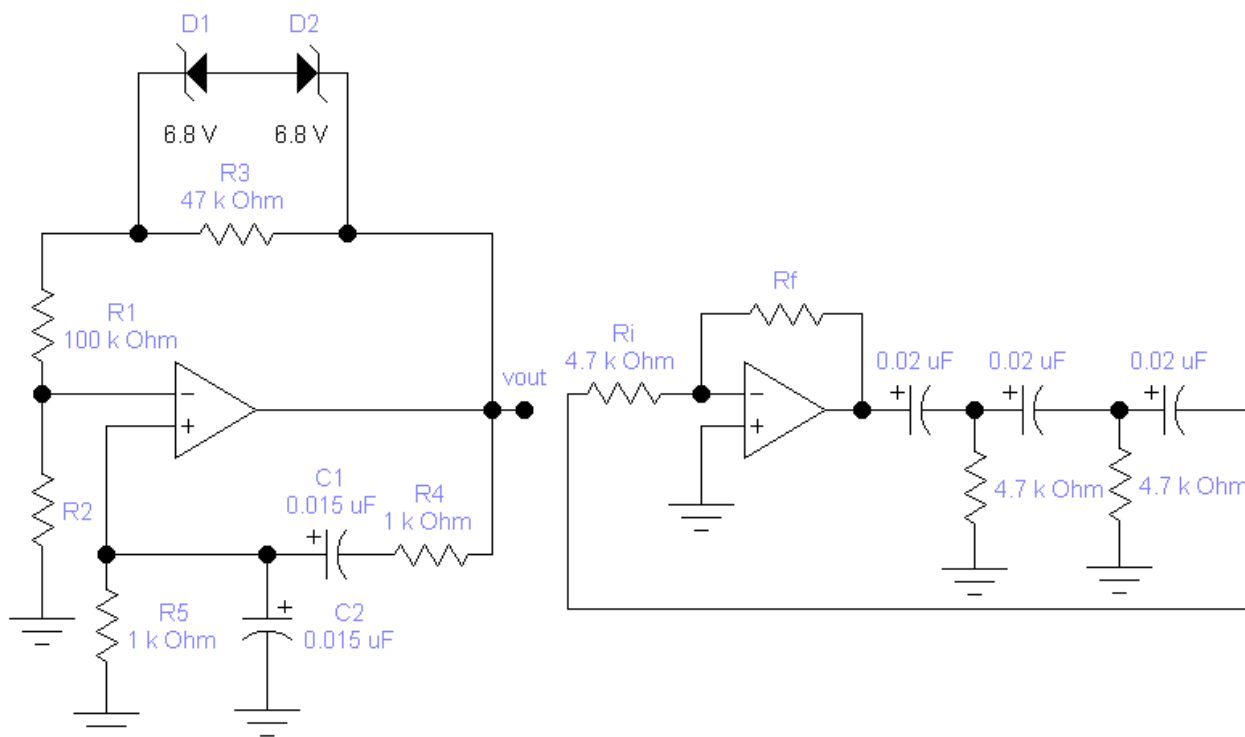 D1 D2
6.8 V 6.8 V
R3
47 k Ohm
R1
100 k Ohm
R2
vout
C1
0.015 uF
R4
1 k Ohm
R5
1 k Ohm
C2
0.015 uF
Rf
Ri
4.7 k Ohm
0.02 uF 0.02 uF 0.02 uF
4.7 k Ohm 4.7 k Ohm